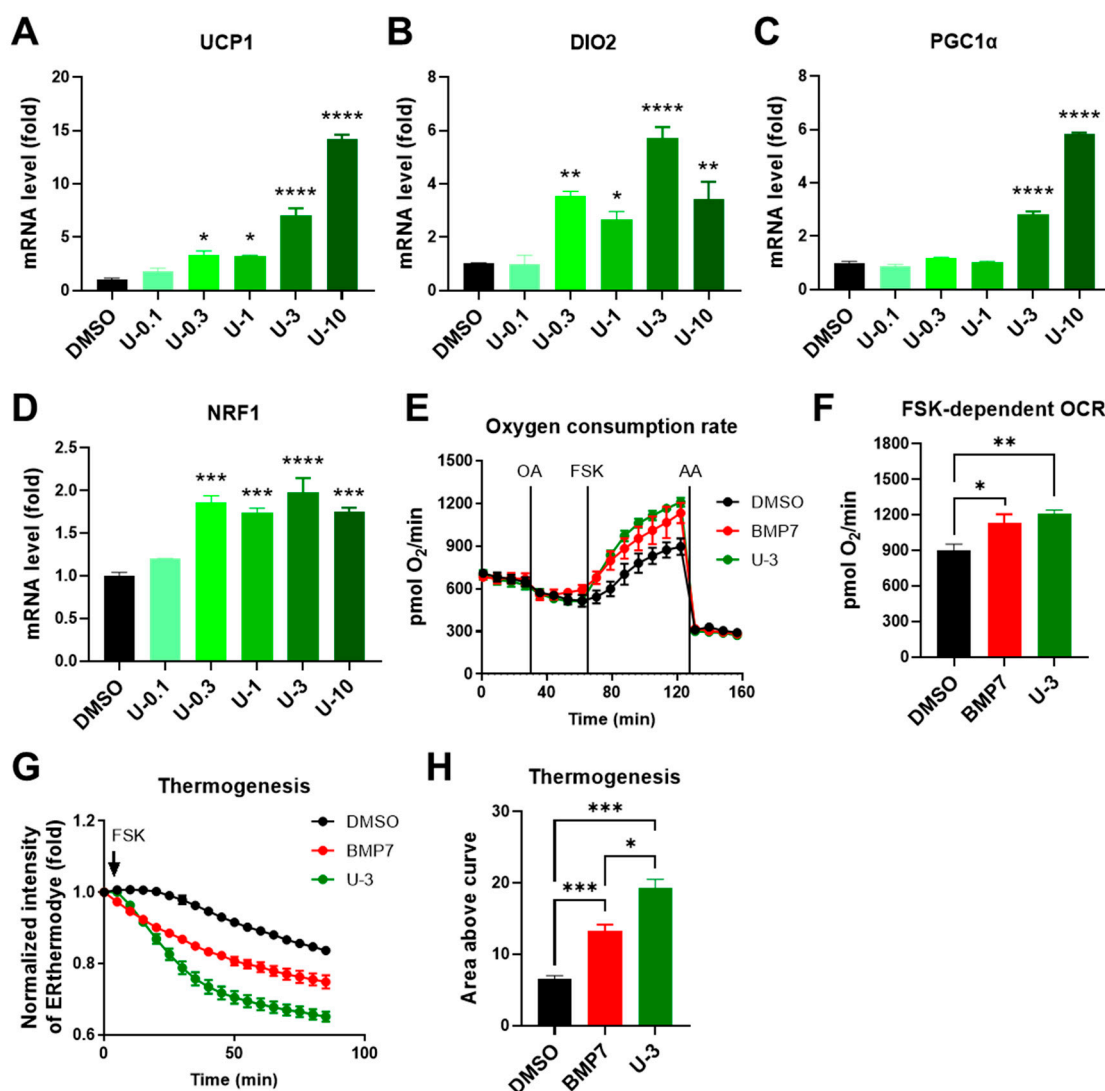 A
UCP1
mRNA level (fold)
20
15
10
5
0
*
*
****
****
DMSO
U-0.1
U-0.3
U-1
U-3
U-10
B
DIO2
mRNA level (fold)
8
6
4
2
0
**
*
****
**
DMSO
U-0.1
U-0.3
U-1
U-3
U-10
C
PGC1α
mRNA level (fold)
8
6
4
2
0
****
****
DMSO
U-0.1
U-0.3
U-1
U-3
U-10
D
NRF1
mRNA level (fold)
2.5
2.0
1.5
1.0
0.5
0.0
***
***
****
***
DMSO
U-0.1
U-0.3
U-1
U-3
U-10
E
Oxygen consumption rate
pmol O₂/min
1500
1200
900
600
300
0
OA
FSK
AA
DMSO
BMP7
U-3
0
40
80
120
160
Time (min)
F
FSK-dependent OCR
pmol O₂/min
1800
1500
1200
900
600
300
0
**
*
DMSO
BMP7
U-3
G
Thermogenesis
Normalized intensity
of ERthermodye (fold)
1.2
1.0
0.8
0.6
FSK
DMSO
BMP7
U-3
0
50
100
Time (min)
H
Thermogenesis
Area above curve
30
20
10
0
***
*
***
DMSO
BMP7
U-3